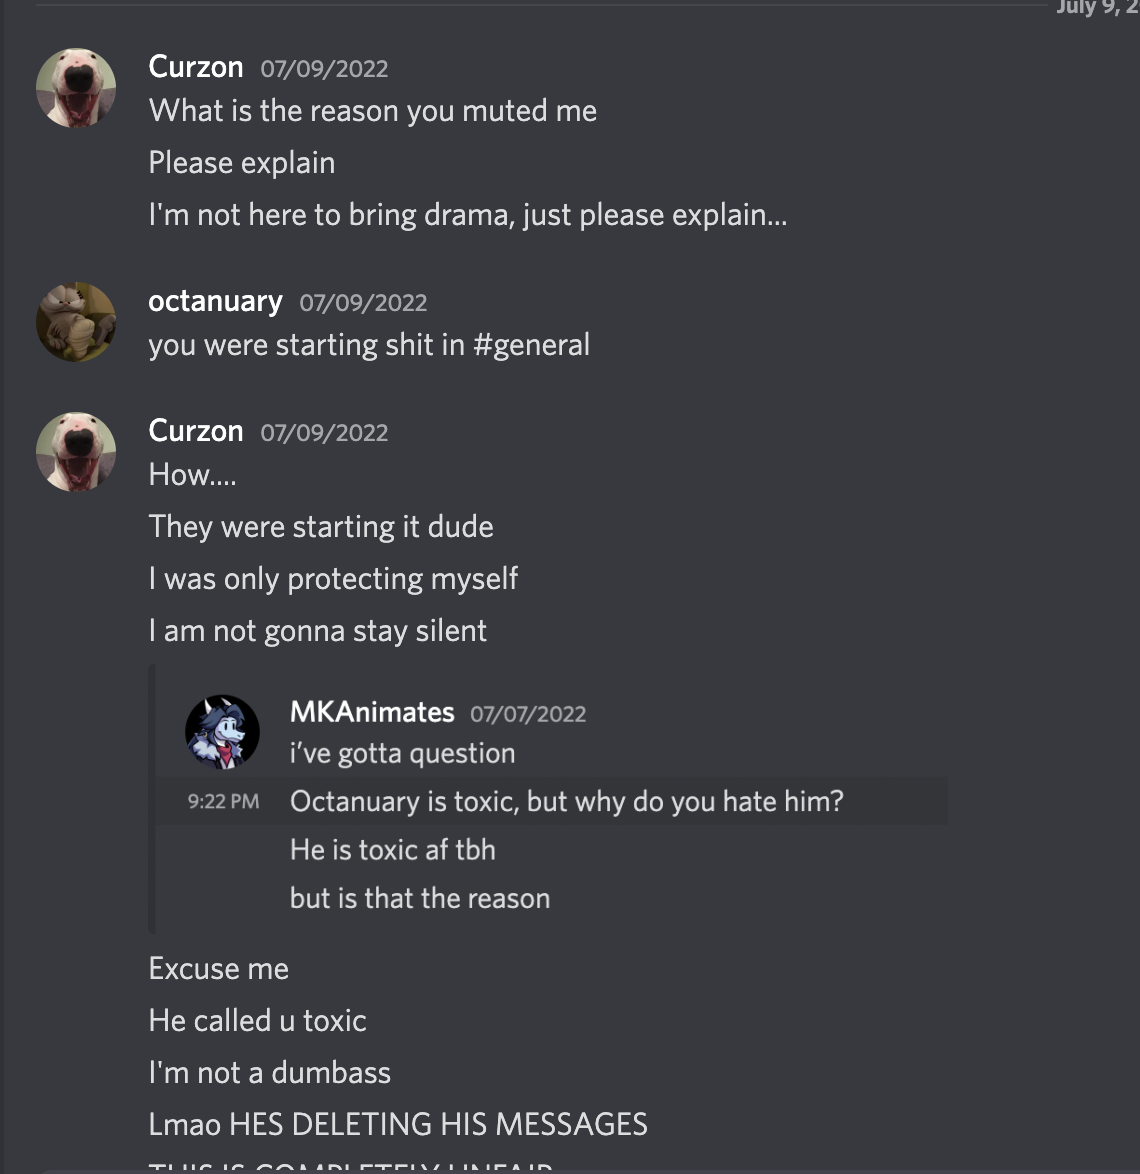 July 9, 2
Curzon 07/09/2022
What is the reason you muted me
Please explain
I'm not here to bring drama, just please explain...
octanuary 07/09/2022
you were starting shit in #general
Curzon 07/09/2022
How....
They were starting it dude
I was only protecting myself
I am not gonna stay silent
MKAnimates 07/07/2022
i’ve gotta question
9:22 PM Octanuary is toxic, but why do you hate him?
He is toxic af tbh
but is that the reason
Excuse me
He called u toxic
I'm not a dumbass
Lmao HES DELETING HIS MESSAGES
THIS IS COMPLETELY UNFAIR